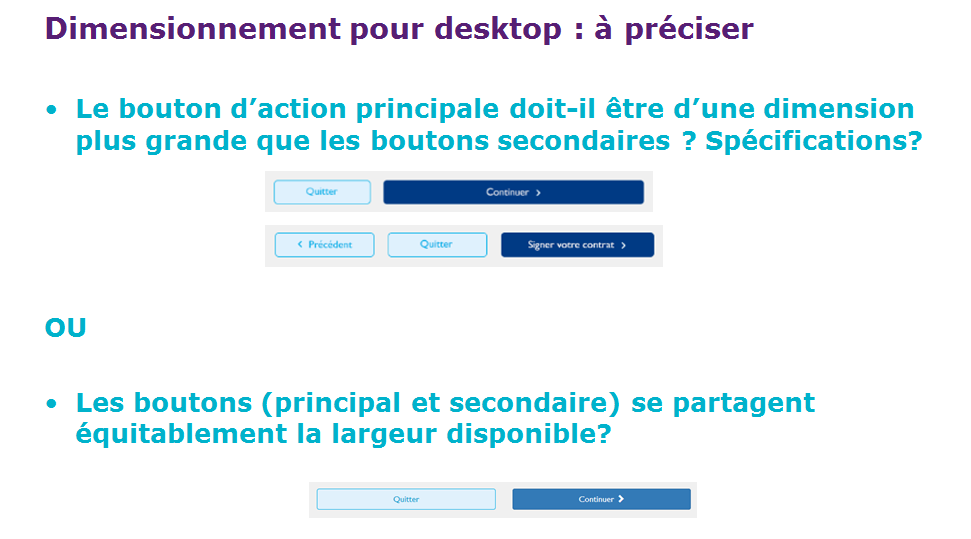 Dimensionnement pour desktop : à préciser
• Le bouton d’action principale doit-il être d’une dimension
plus grande que les boutons secondaires ? Spécifications?
Quitter Continuer >
< Précédent Quitter Signer votre contrat >
OU
• Les boutons (principal et secondaire) se partagent
équitablement la largeur disponible?
Quitter Continuer >